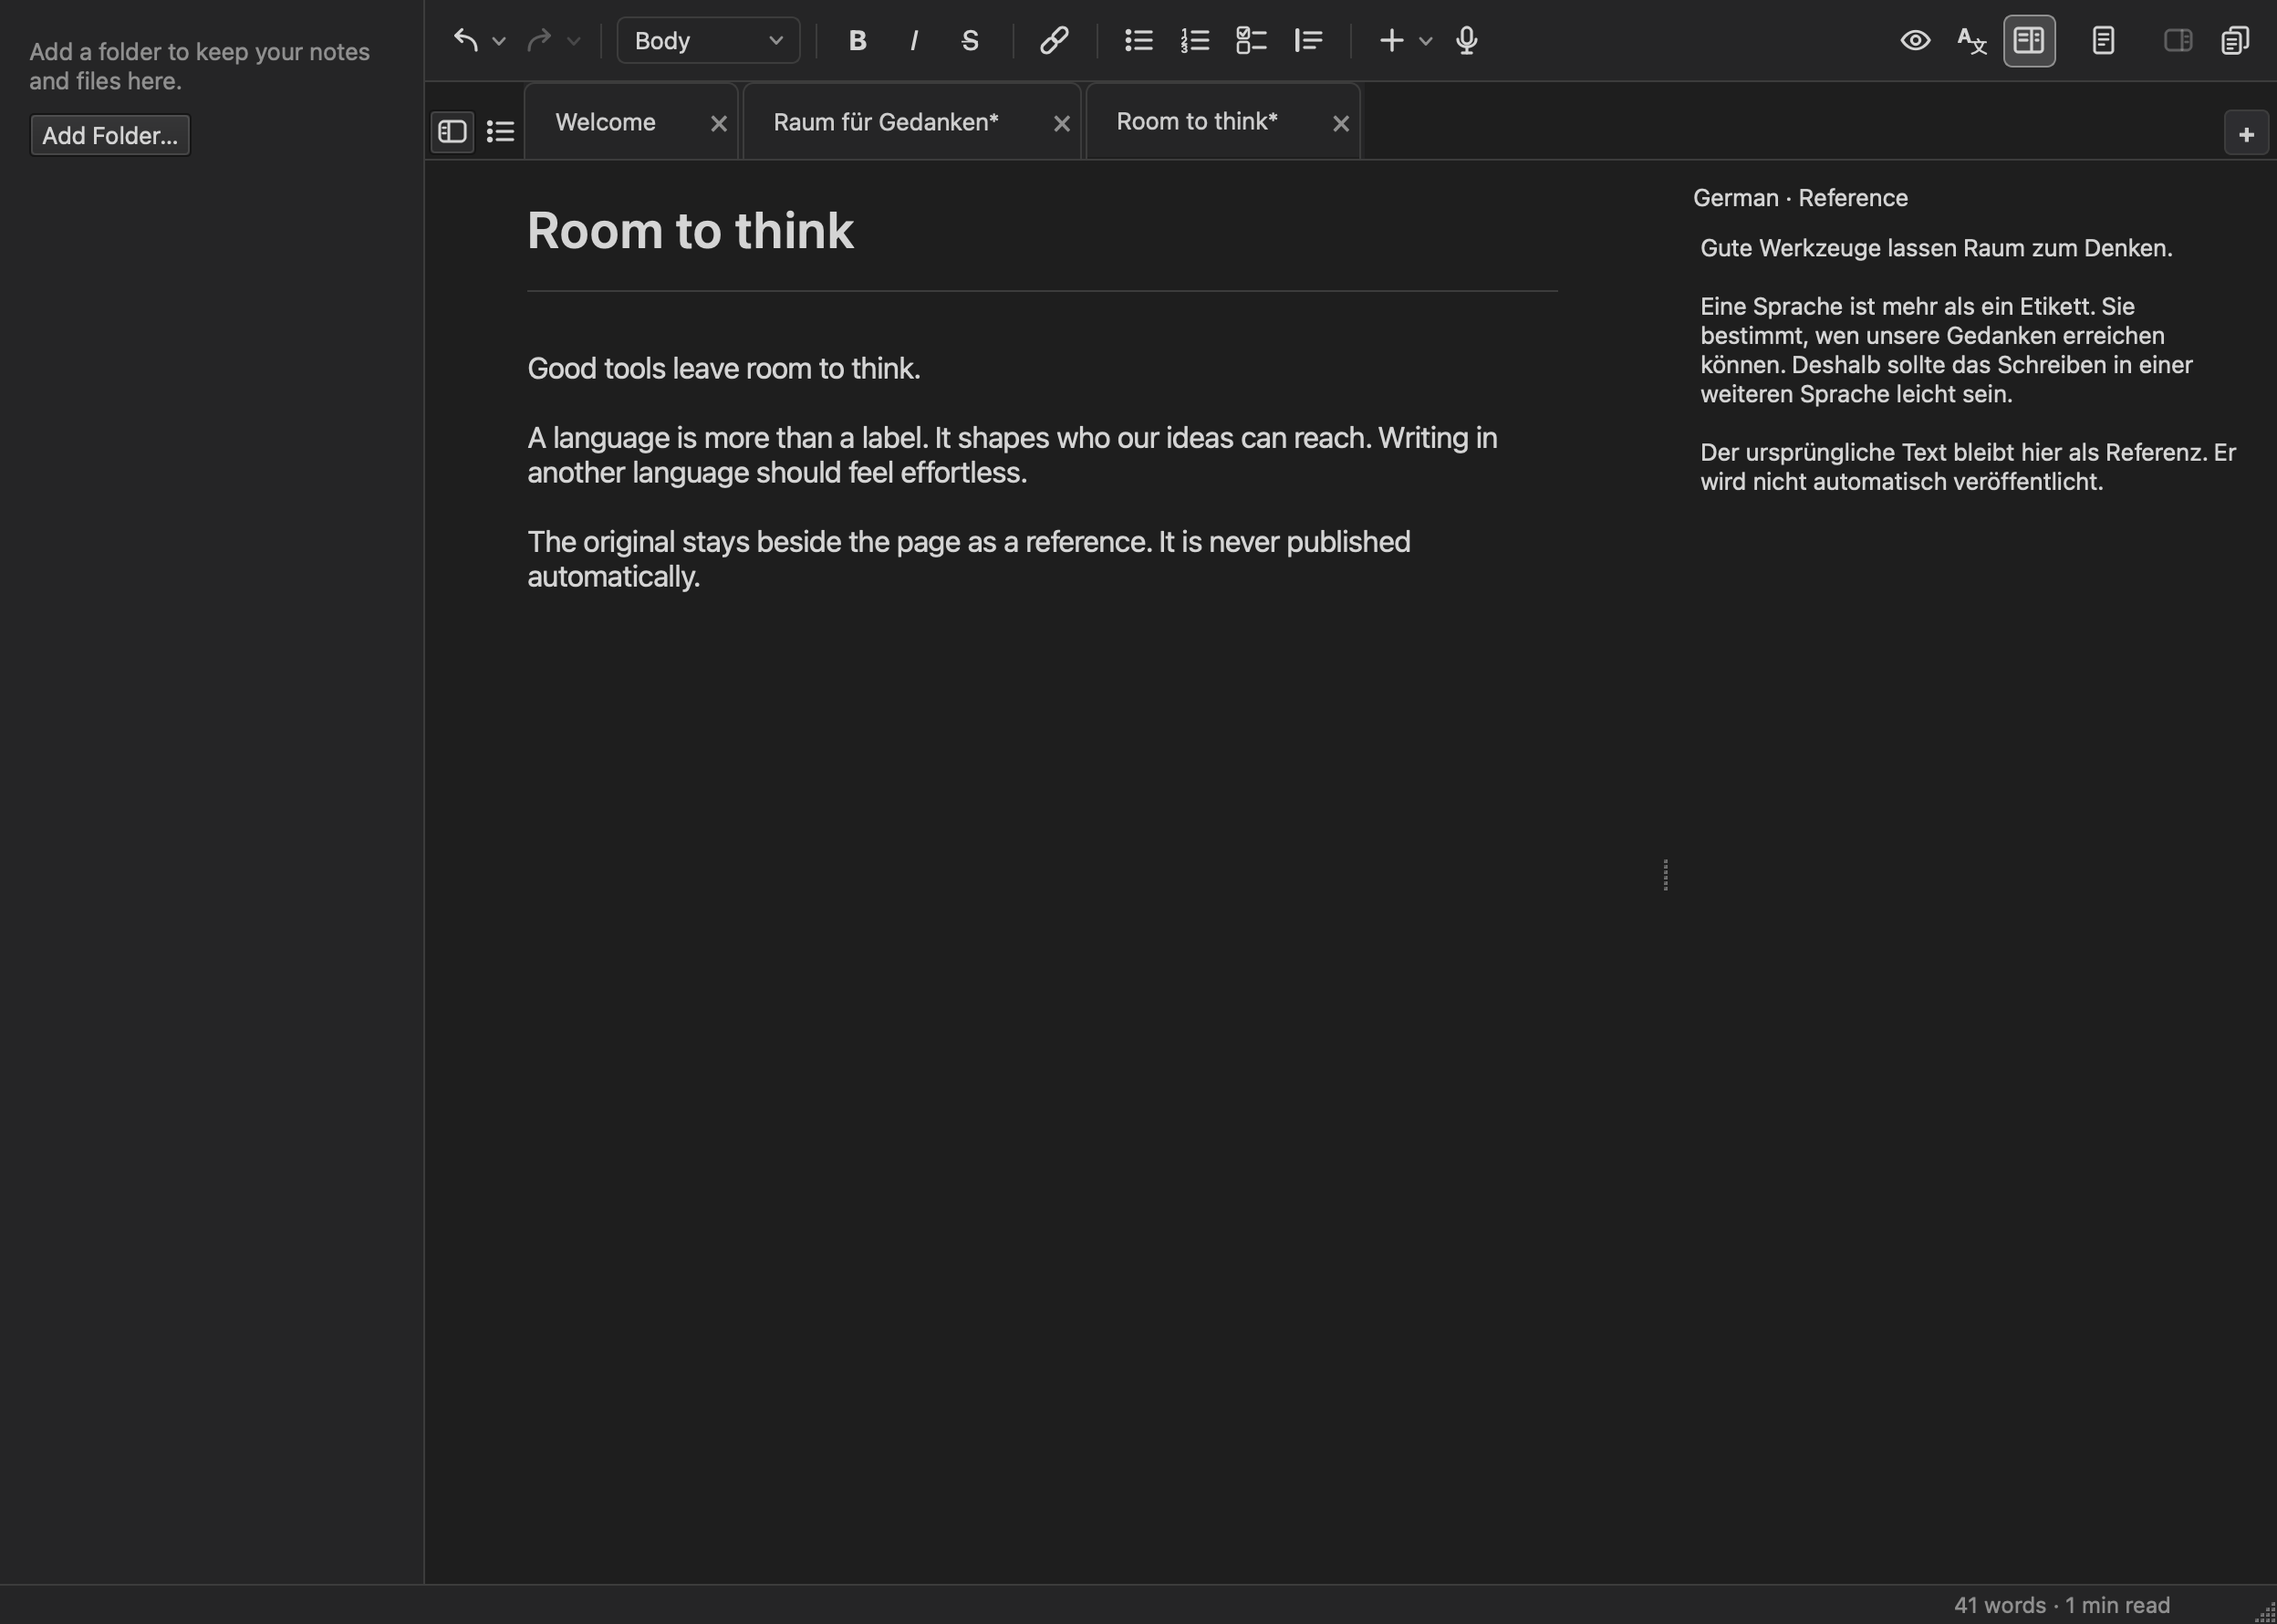 Add a folder to keep your notes
and files here.
Add Folder...
Body
B
I
S
Welcome
Raum für Gedanken*
Room to think*
Room to think
Good tools leave room to think.
A language is more than a label. It shapes who our ideas can reach. Writing in
another language should feel effortless.
The original stays beside the page as a reference. It is never published
automatically.
German · Reference
Gute Werkzeuge lassen Raum zum Denken.
Eine Sprache ist mehr als ein Etikett. Sie
bestimmt, wen unsere Gedanken erreichen
können. Deshalb sollte das Schreiben in einer
weiteren Sprache leicht sein.
Der ursprüngliche Text bleibt hier als Referenz. Er
wird nicht automatisch veröffentlicht.
41 words · 1 min read